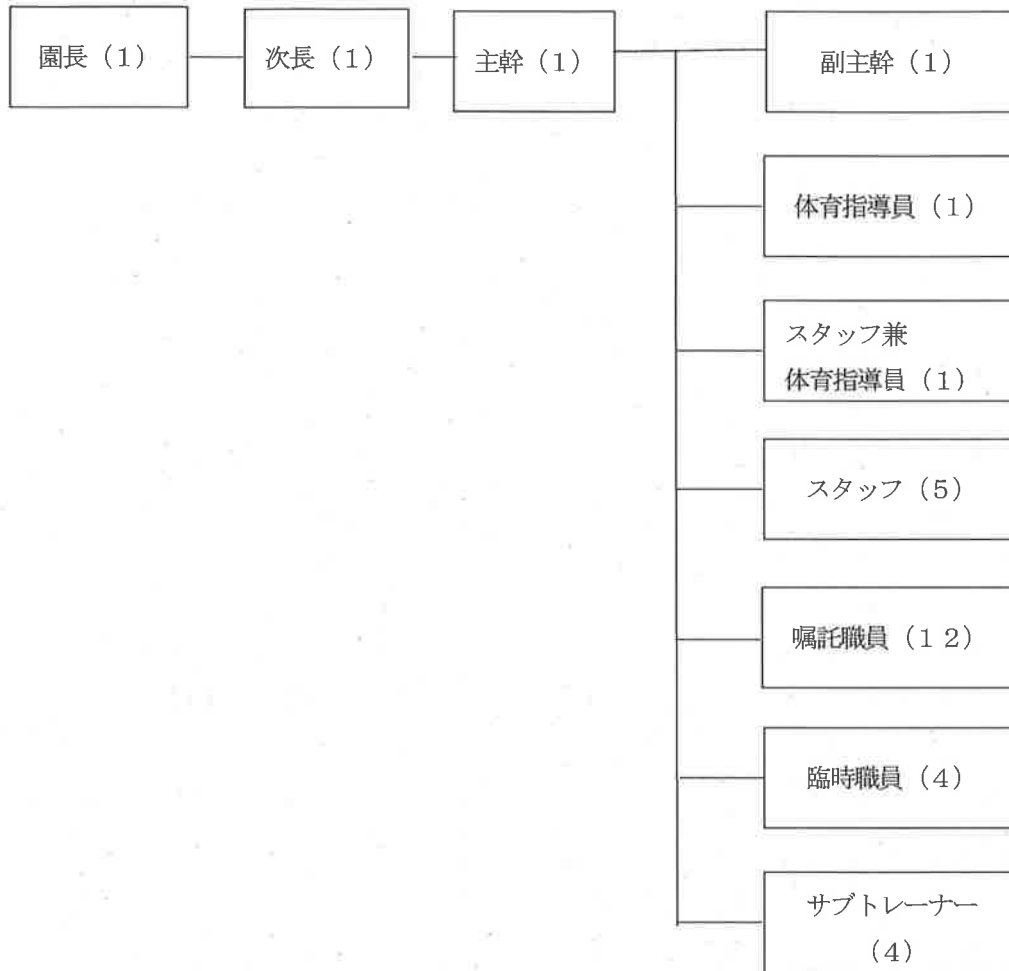 園長（1）
次長（1）
主幹（1）
副主幹（1）
体育指導員（1）
スタッフ兼
体育指導員（1）
スタッフ（5）
嘱託職員（１２）
臨時職員（4）
サブトレーナー
（4）